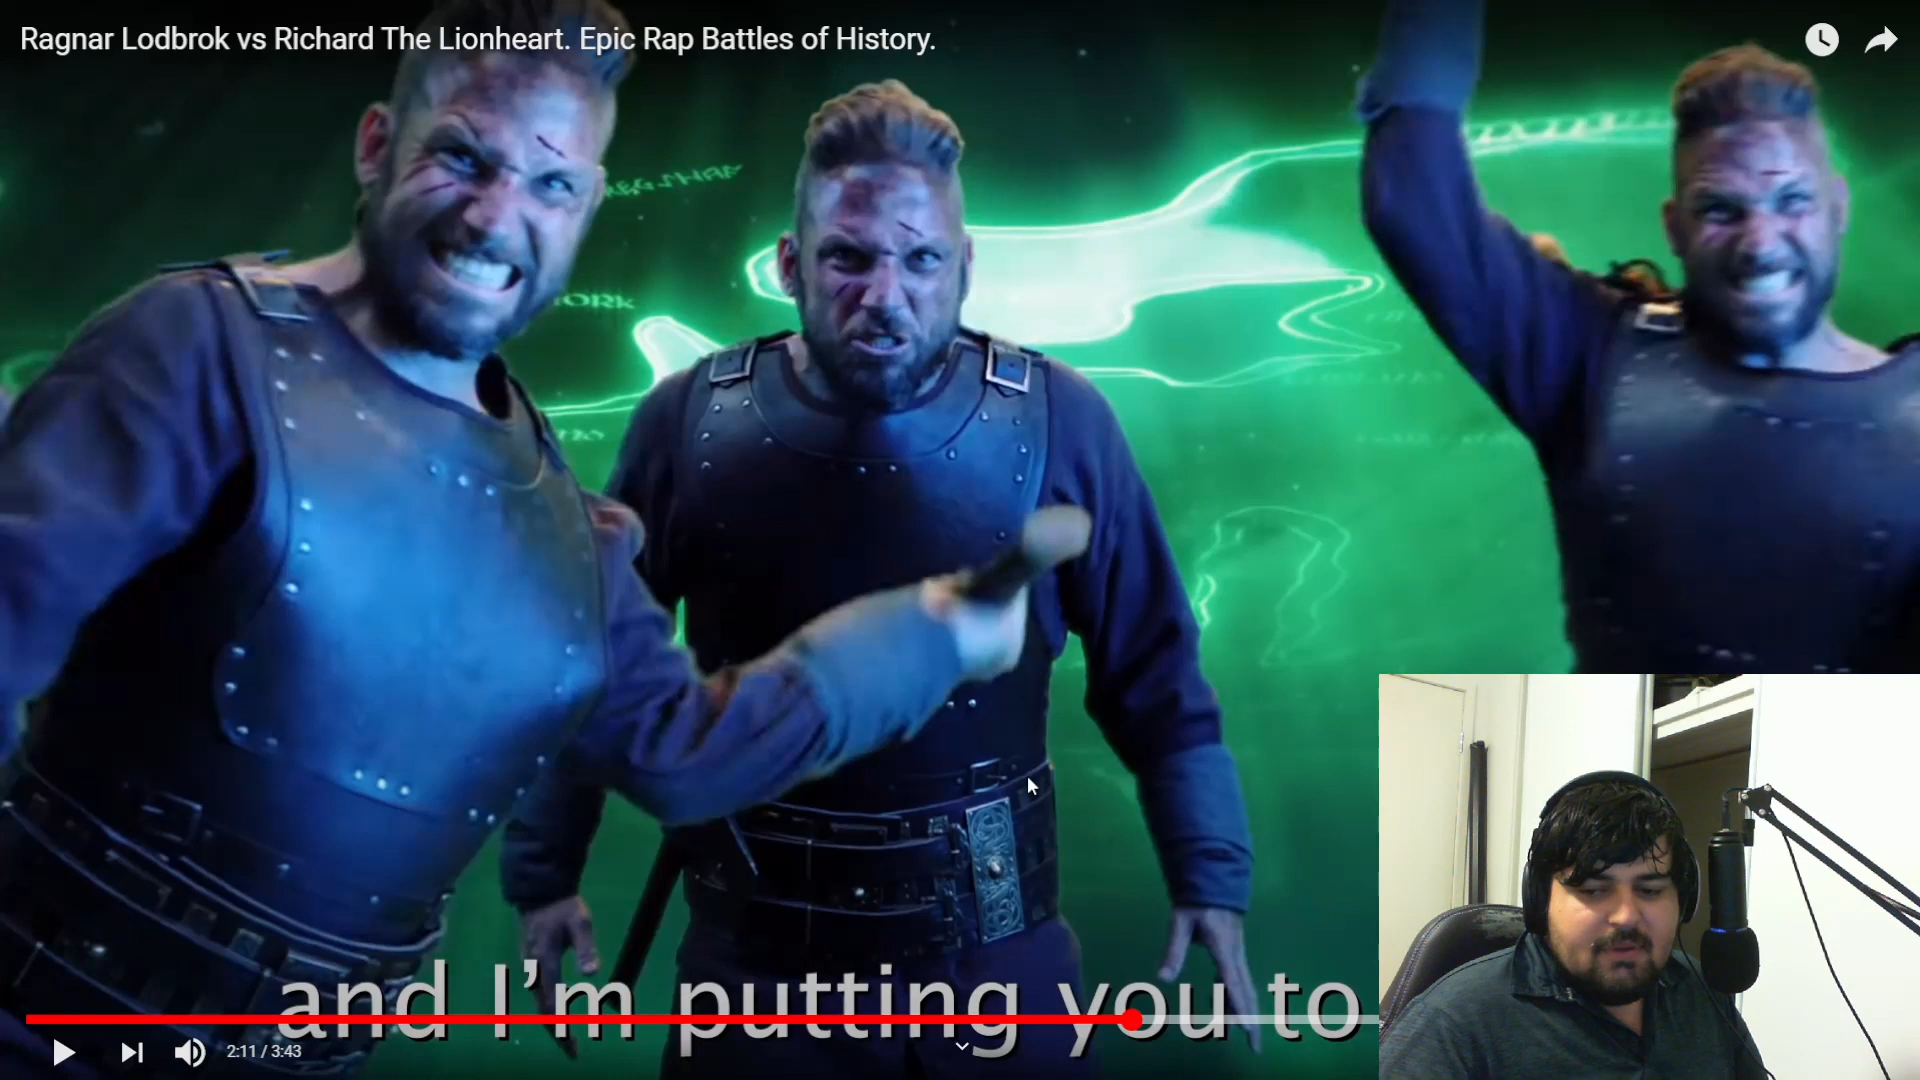 Ragnar Lodbrok vs Richard The Lionheart. Epic Rap Battles of History.
and I'm putting you to
2:11 / 3:43